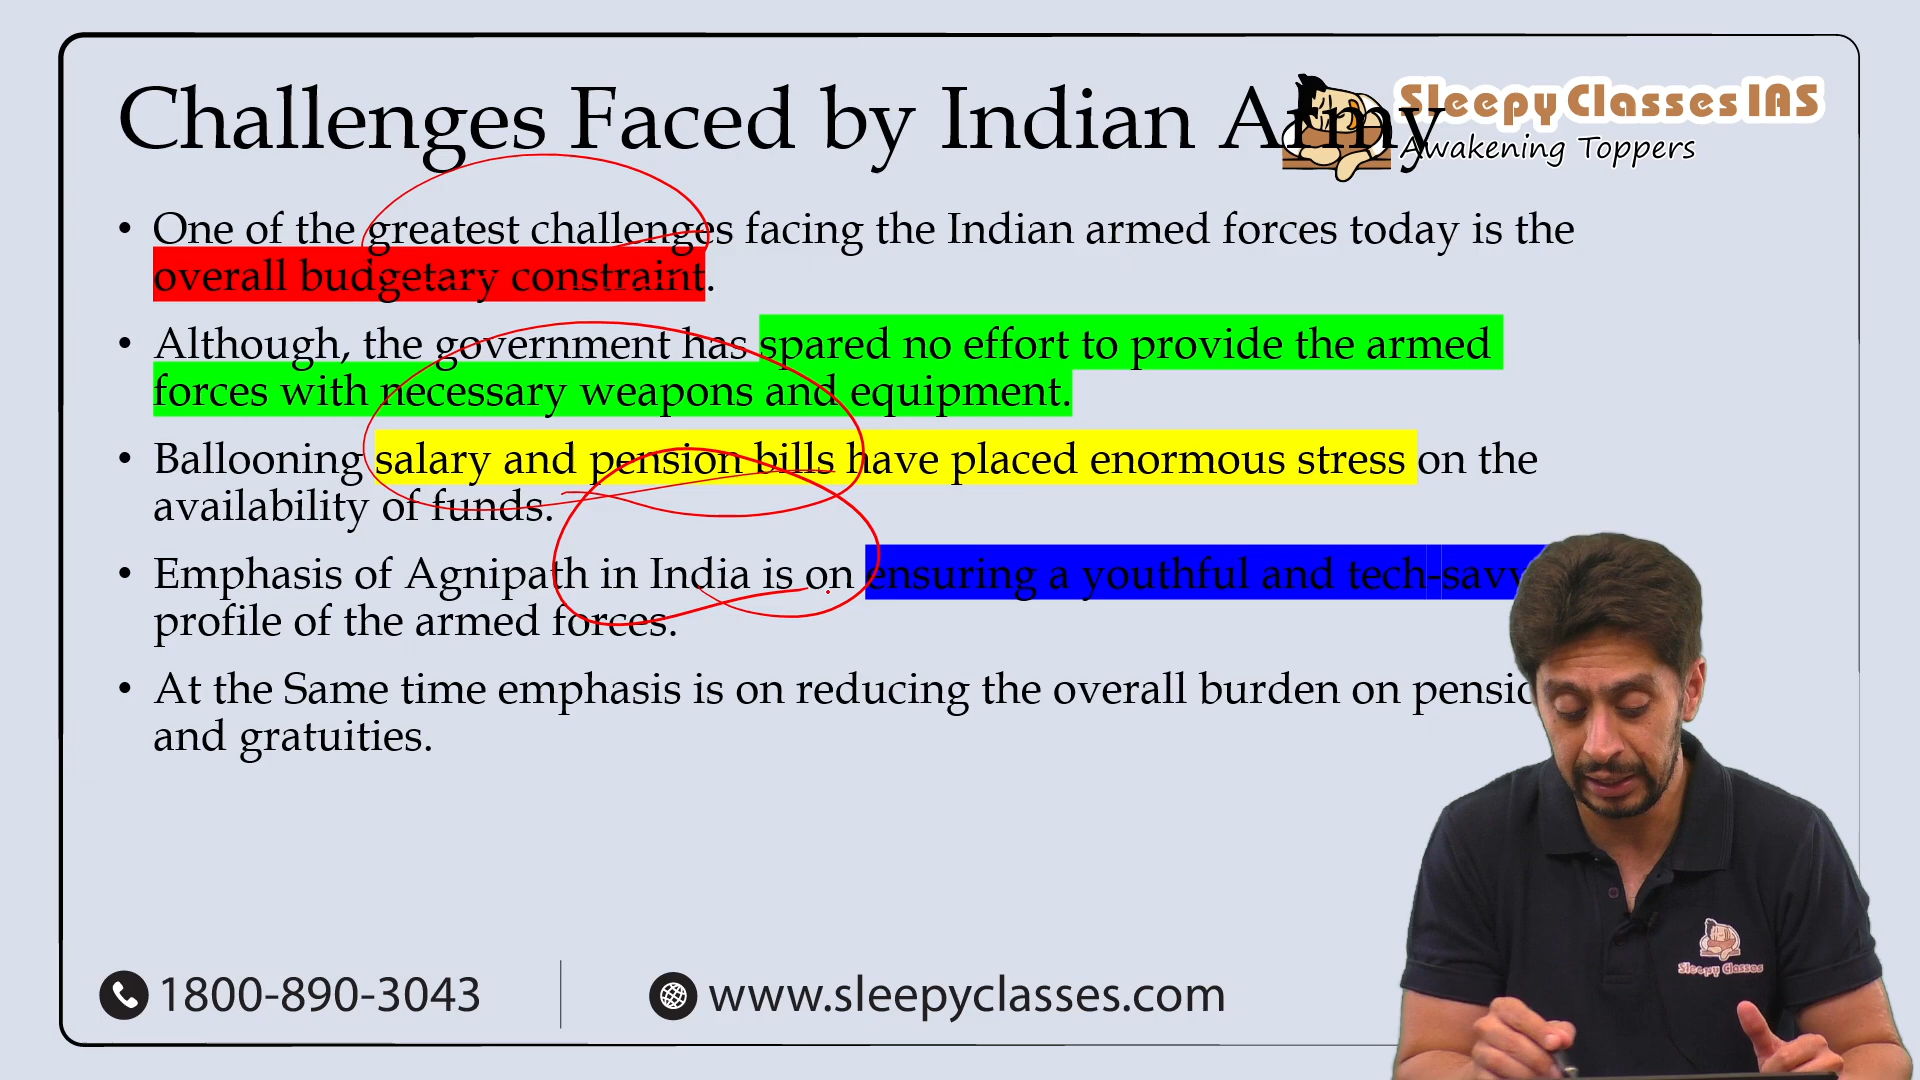 Challenges Faced by Indian Army
Sleepy Classes IAS
Awakening Toppers
• One of the greatest challenges facing the Indian armed forces today is the
overall budgetary constraint.
• Although, the government has spared no effort to provide the armed
forces with necessary weapons and equipment.
• Ballooning salary and pension bills have placed enormous stress on the
availability of funds.
• Emphasis of Agnipath in India is on ensuring a youthful and
profile of the armed forces.
• At the Same time emphasis is on reducing the overall burden on
and gratuities.
Sleepy Classes
1800-890-3043
www.sleepyclasses.com